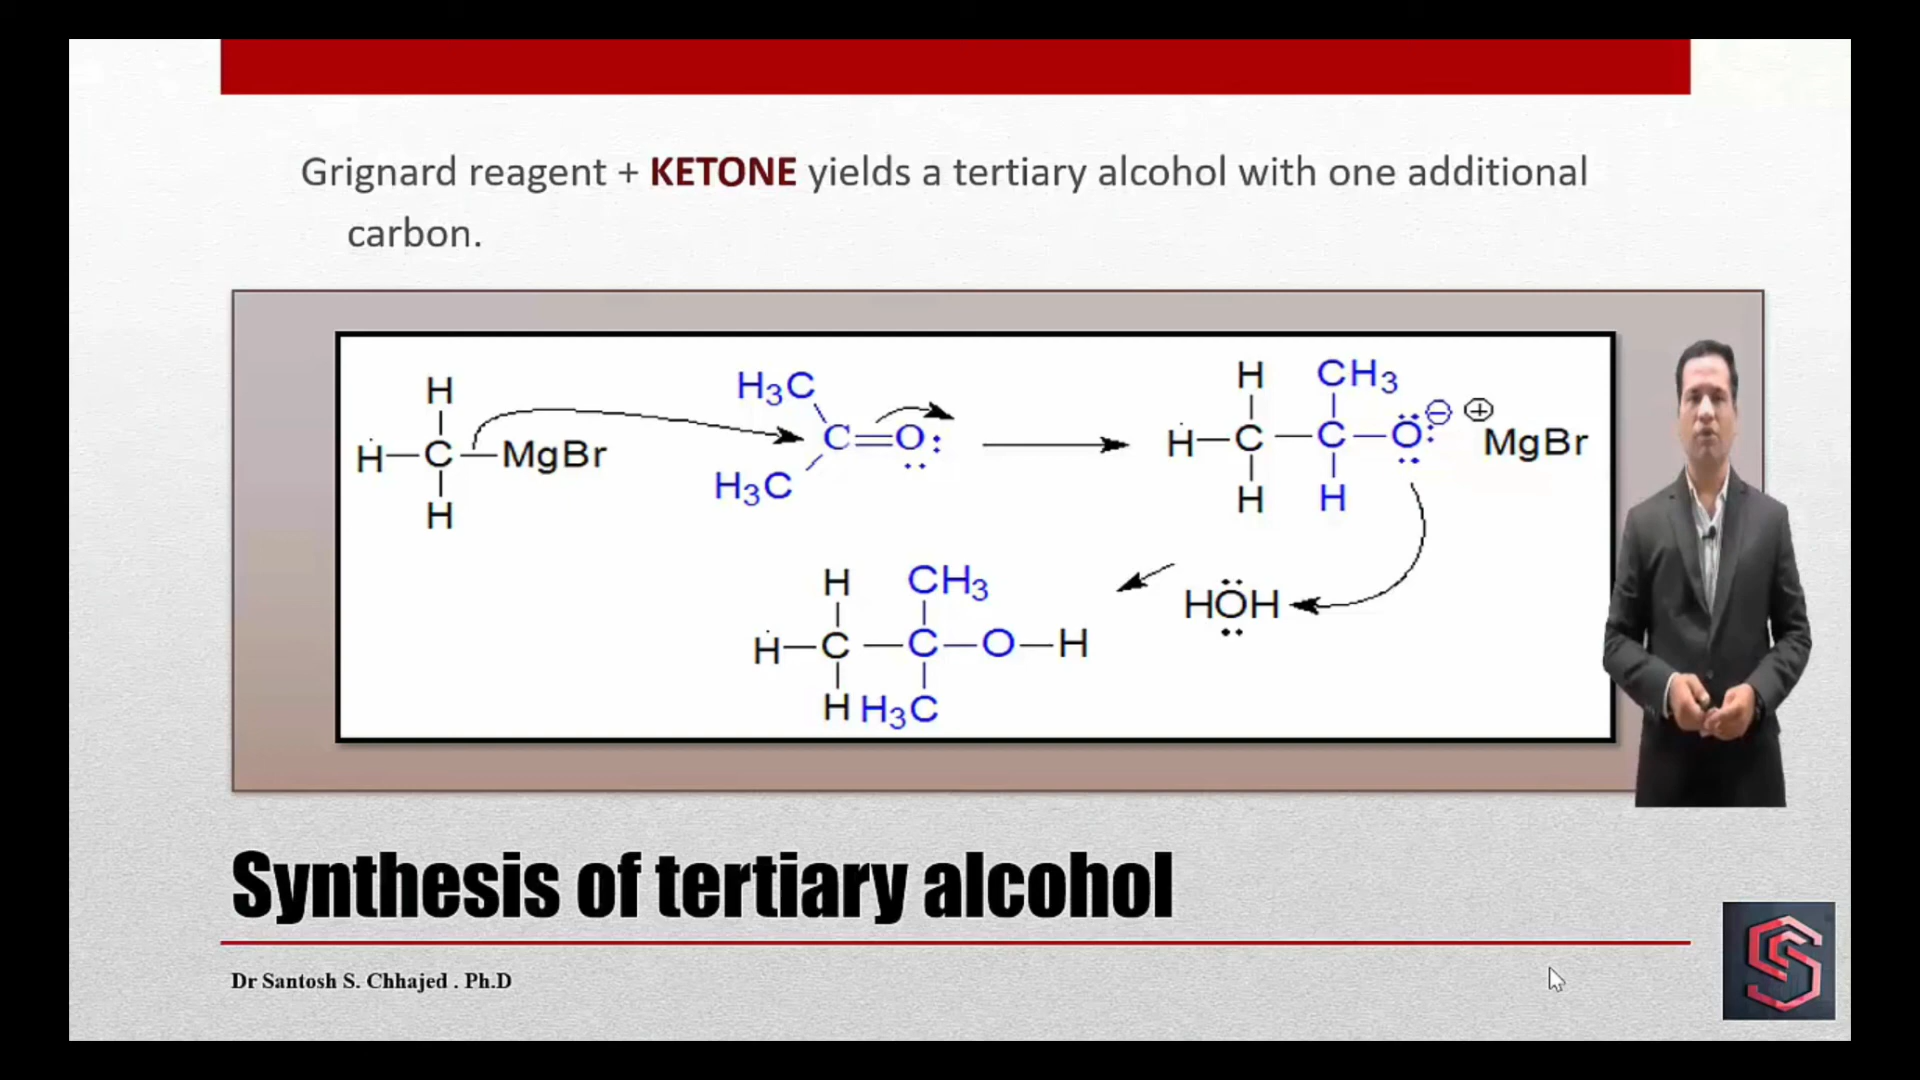 Grignard reagent + KETONE yields a tertiary alcohol with one additional
carbon.
H
H–C–MgBr
H
H₃C
C=O:
H₃C
H CH₃
H–C–C–O:⊖ ⊕MgBr
H H
HOH
H CH₃
H–C–C–O–H
H H₃C
Synthesis of tertiary alcohol
Dr Santosh S. Chhajed . Ph.D